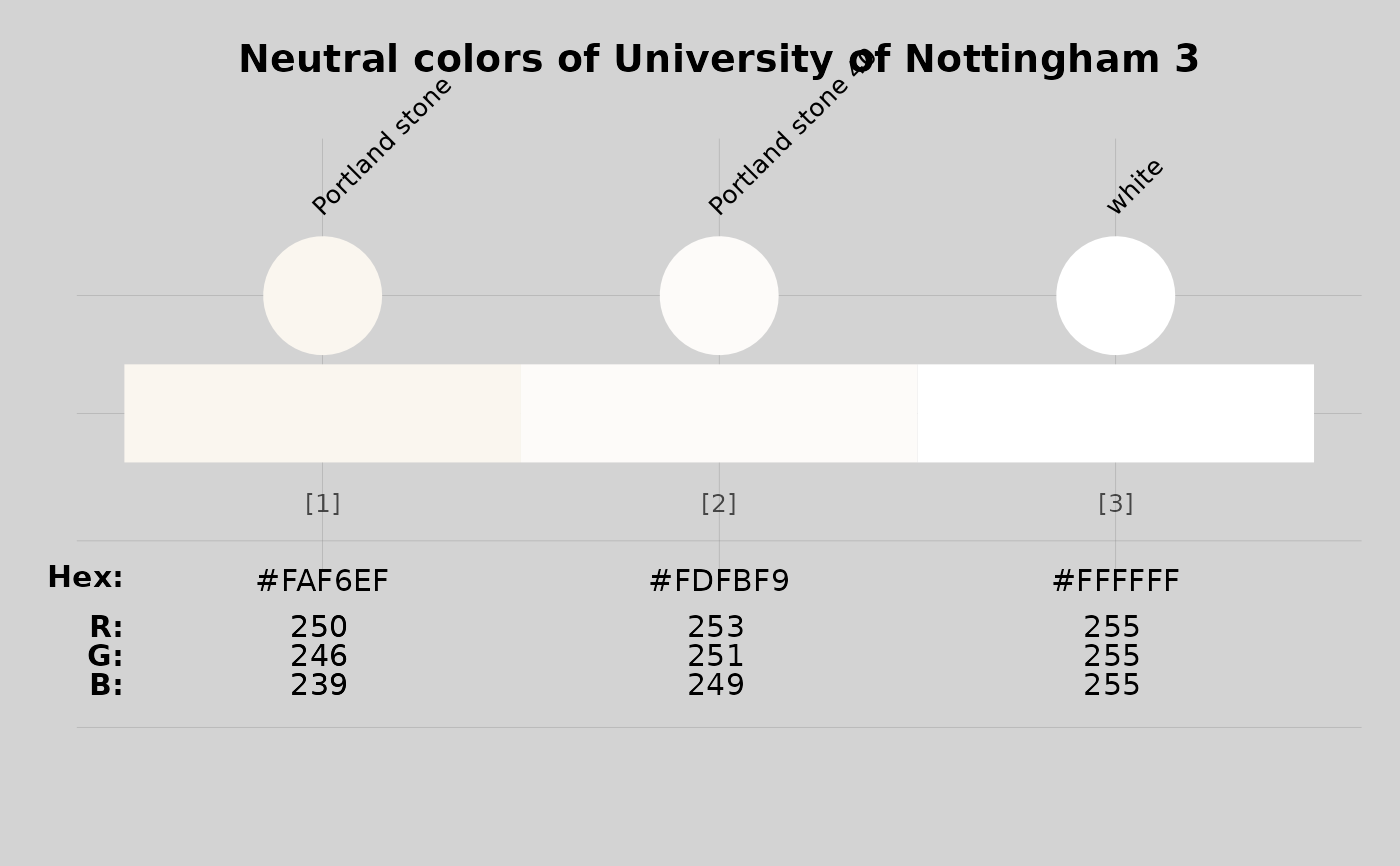 Neutral colors of University of Nottingham 3
Portland stone
Portland stone
white
[1] [2] [3]
Hex: #FAF6EF #FDFBF9 #FFFFFF
R: 250 253 255
G: 246 251 255
B: 239 249 255